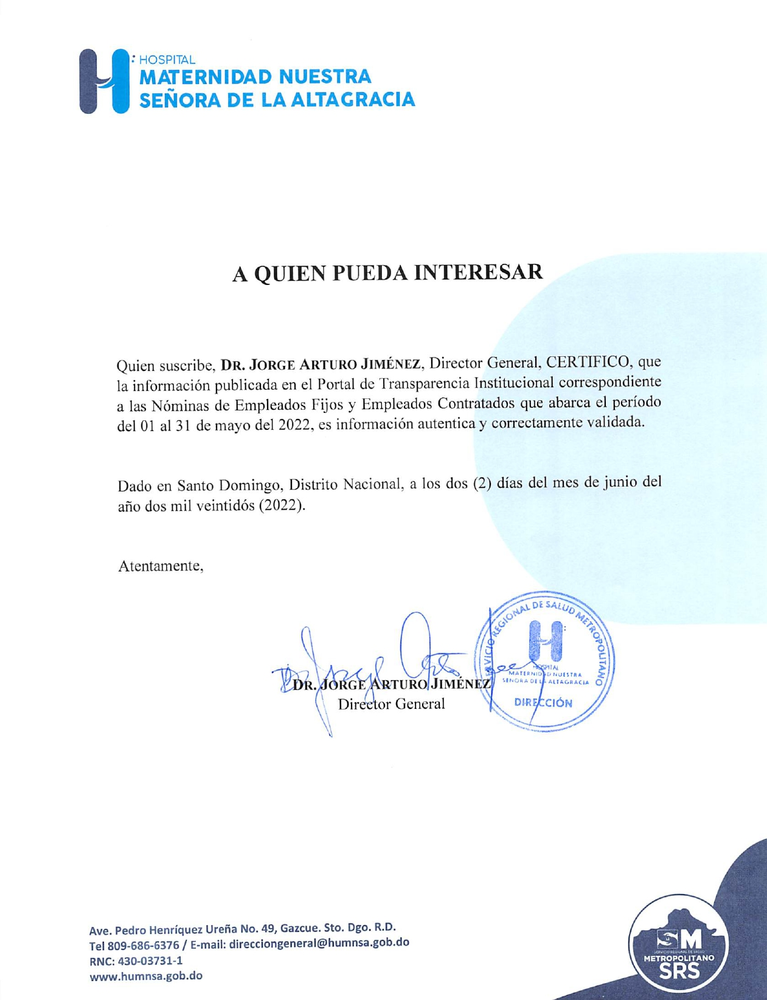 HOSPITAL
MATERNIDAD NUESTRA
SEÑORA DE LA ALTAGRACIA
A QUIEN PUEDA INTERESAR
Quien suscribe, DR. JORGE ARTURO JIMÉNEZ, Director General, CERTIFICO, que
la información publicada en el Portal de Transparencia Institucional correspondiente
a las Nóminas de Empleados Fijos y Empleados Contratados que abarca el período
del 01 al 31 de mayo del 2022, es información autentica y correctamente validada.
Dado en Santo Domingo, Distrito Nacional, a los dos (2) días del mes de junio del
año dos mil veintidós (2022).
Atentamente,
SERVICIO REGIONAL DE SALUD METROPOLITANO
HOSPITAL
MATERNIDAD NUESTRA
SEÑORA DE LA ALTAGRACIA
DIRECCIÓN
DR. JORGE ARTURO JIMÉNEZ
Director General
Ave. Pedro Henríquez Ureña No. 49, Gazcue. Sto. Dgo. R.D.
Tel 809-686-6376 / E-mail: direcciongeneral@humnsa.gob.do
RNC: 430-03731-1
www.humnsa.gob.do
SM
SERVICIO REGIONAL DE SALUD
METROPOLITANO
SRS